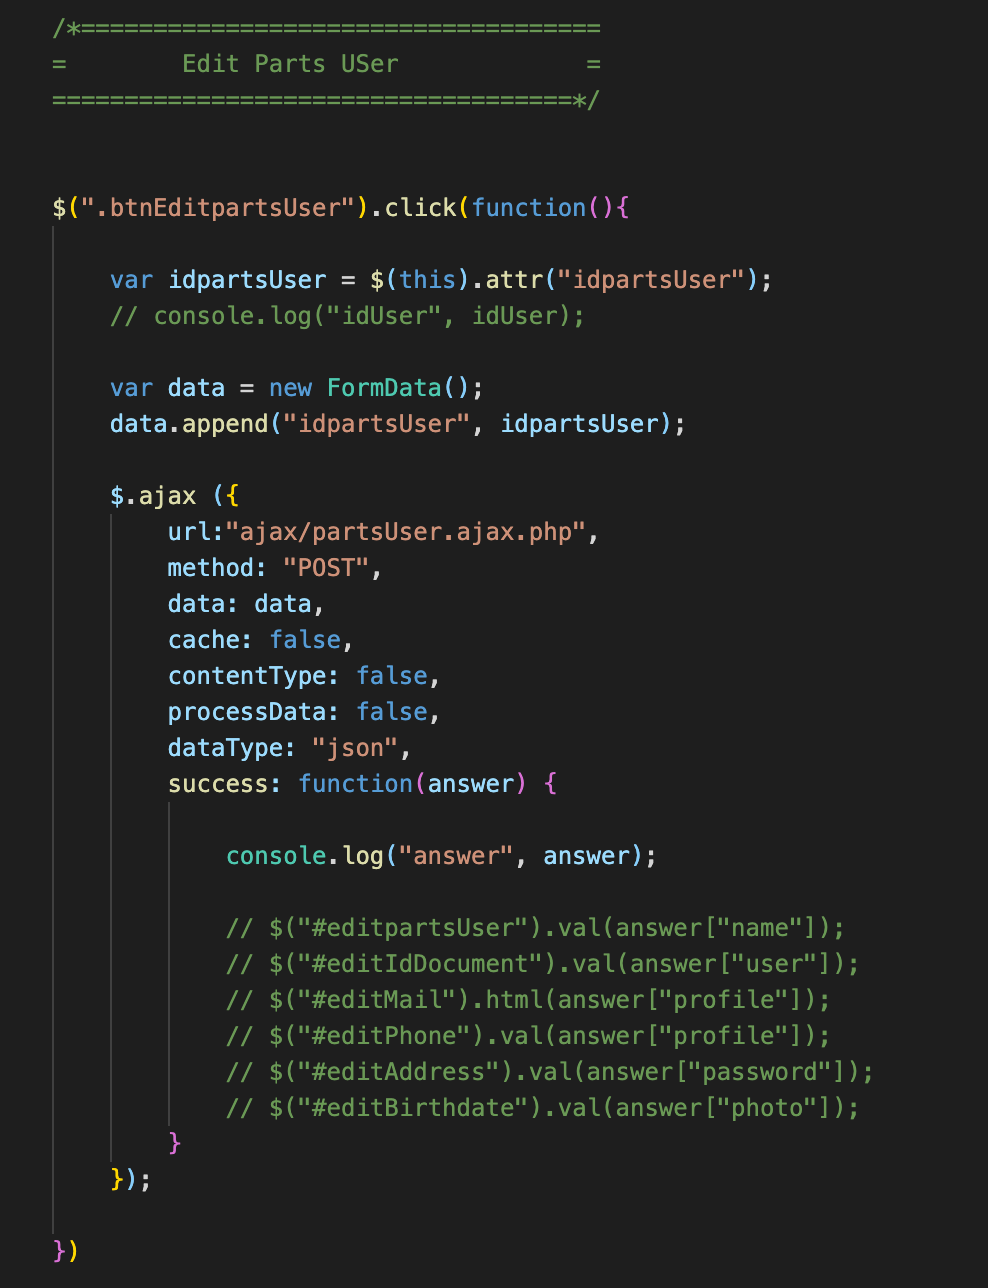 /*====================================
=        Edit Parts USer             =
====================================*/
$(".btnEditpartsUser").click(function(){
var idpartsUser = $(this).attr("idpartsUser");
// console.log("idUser", idUser);
var data = new FormData();
data.append("idpartsUser", idpartsUser);
$.ajax ({
url:"ajax/partsUser.ajax.php",
method: "POST",
data: data,
cache: false,
contentType: false,
processData: false,
dataType: "json",
success: function(answer) {
console.log("answer", answer);
// $("#editpartsUser").val(answer["name"]);
// $("#editIdDocument").val(answer["user"]);
// $("#editMail").html(answer["profile"]);
// $("#editPhone").val(answer["profile"]);
// $("#editAddress").val(answer["password"]);
// $("#editBirthdate").val(answer["photo"]);
}
});
})